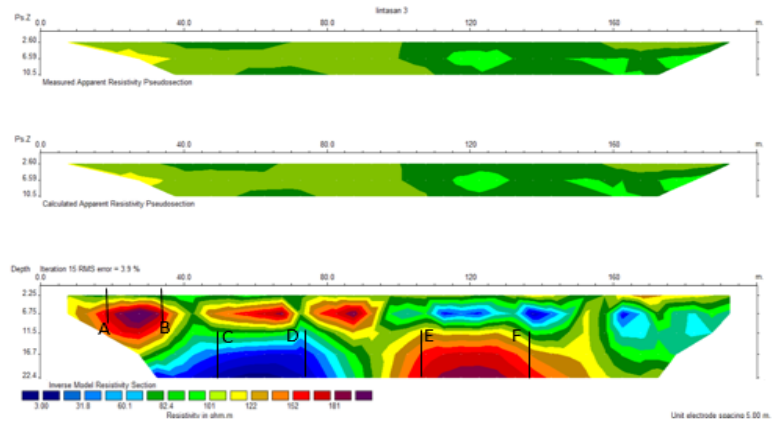 lintasan 3
Ps.Z 0.0 40.0 80.0 120 160 m.
2.60
6.59
10.5
Measured Apparent Resistivity Pseudosection
Ps.Z 0.0 40.0 80.0 120 160 m.
2.60
6.59
10.5
Calculated Apparent Resistivity Pseudosection
Depth Iteration 15 RMS error = 3.9 %
0.0 40.0 80.0 120 160 m.
2.25
6.75
A B C D E F
11.5
16.7
22.4
Inverse Model Resistivity Section
3.00 31.8 60.1 82.4 101 122 152 181
Resistivity in ohm.m
Unit electrode spacing 5.00 m.